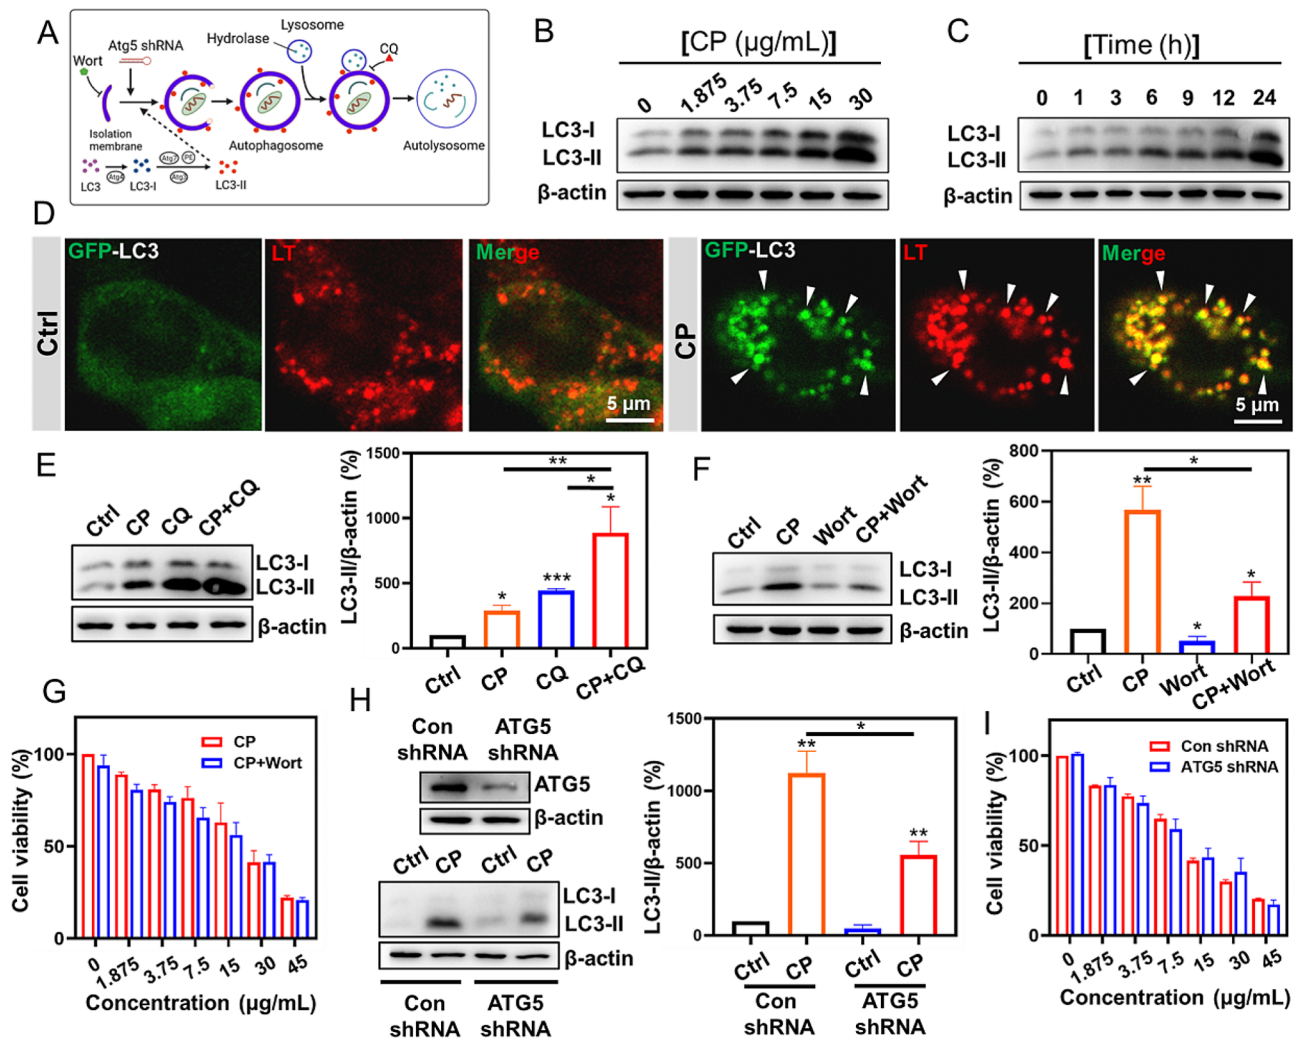 A
Lysosome
Atg5 shRNA
Hydrolase
Wort
CQ
Isolation
membrane
Autophagosome
Autolysosome
Atg7
PE
Atg4
Atg3
LC3
LC3-I
LC3-II
B
[CP (μg/mL)]
0 1.875 3.75 7.5 15 30
LC3-I
LC3-II
β-actin
C
[Time (h)]
0 1 3 6 9 12 24
LC3-I
LC3-II
β-actin
D
Ctrl
GFP-LC3
LT
Merge
5 μm
CP
GFP-LC3
LT
Merge
5 μm
E
Ctrl CP CQ CP+CQ
LC3-I
LC3-II
β-actin
LC3-II/β-actin (%)
1500
1000
500
0
*
***
*
**
*
Ctrl CP CQ CP+CQ
F
Ctrl CP Wort CP+Wort
LC3-I
LC3-II
β-actin
LC3-II/β-actin (%)
800
600
400
200
0
**
*
*
*
Ctrl CP Wort CP+Wort
G
Cell viability (%)
100
50
0
CP
CP+Wort
0 1.875 3.75 7.5 15 30 45
Concentration (μg/mL)
H
Con
shRNA
ATG5
shRNA
ATG5
β-actin
Ctrl CP Ctrl CP
LC3-I
LC3-II
β-actin
Con
shRNA
ATG5
shRNA
LC3-II/β-actin (%)
1500
1000
500
0
**
*
**
Ctrl CP Ctrl CP
Con
shRNA
ATG5
shRNA
I
Cell viability (%)
100
50
0
Con shRNA
ATG5 shRNA
0 1.875 3.75 7.5 15 30 45
Concentration (μg/mL)